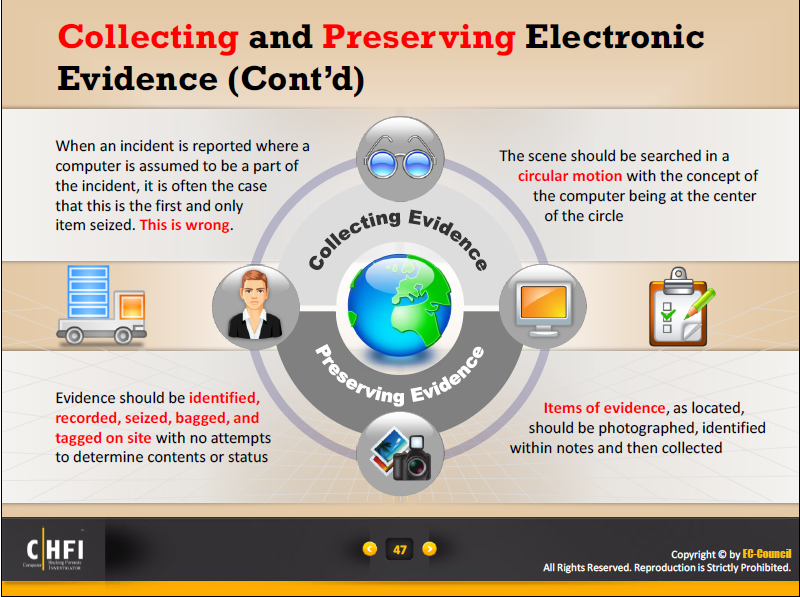 Collecting and Preserving Electronic
Evidence (Cont’d)
When an incident is reported where a
computer is assumed to be a part of
the incident, it is often the case
that this is the first and only
item seized. This is wrong.
The scene should be searched in a
circular motion with the concept of
the computer being at the center
of the circle
Collecting Evidence
Preserving Evidence
Evidence should be identified,
recorded, seized, bagged, and
tagged on site with no attempts
to determine contents or status
Items of evidence, as located,
should be photographed, identified
within notes and then collected
CHFI
Computer Hacking Forensic
INVESTIGATOR
47
Copyright © by EC-Council
All Rights Reserved. Reproduction is Strictly Prohibited.